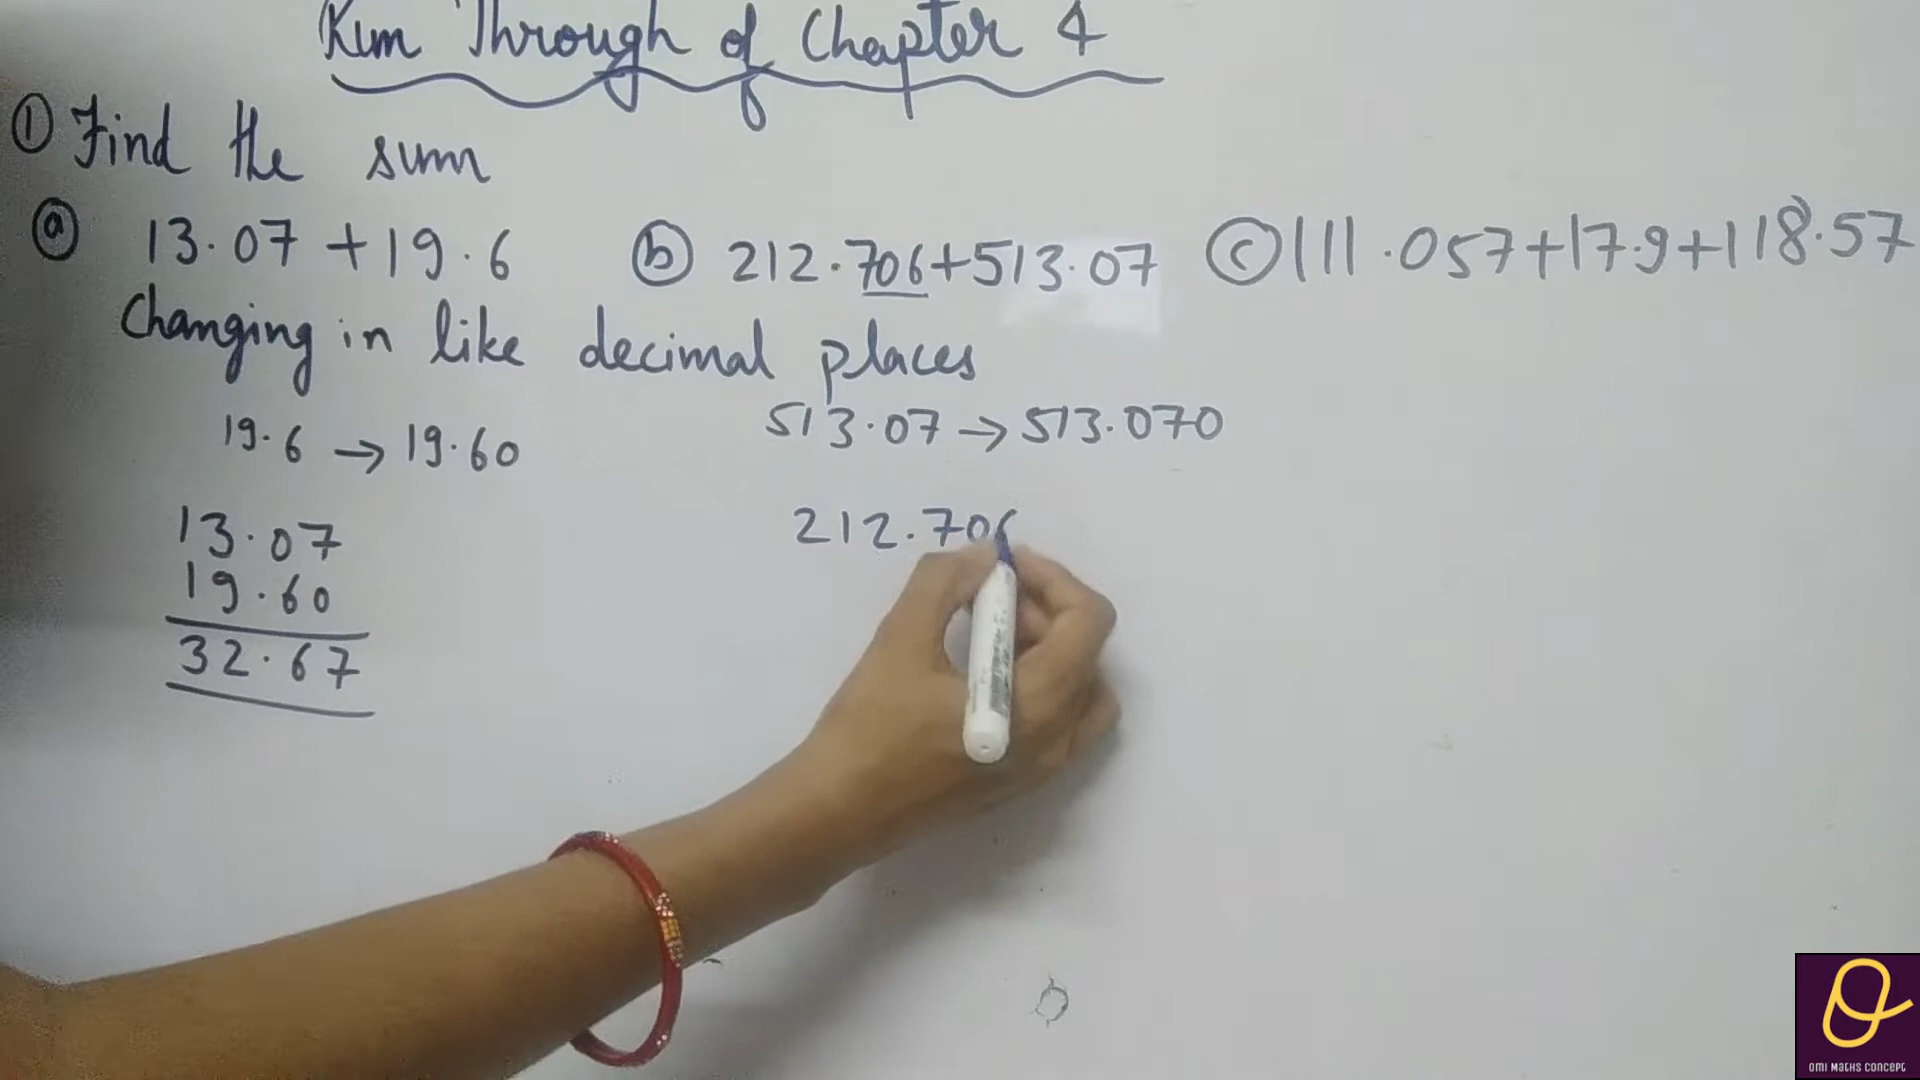 Run Through of Chapter 4
① Find the sum
ⓐ 13.07+19.6 ⓑ 212.706+513.07 ⓒ 111.057+17.9+118.57
Changing in like decimal places
19.6 → 19.60 513.07 → 513.070
13.07 212.706
19.60
32.67
OMI MATHS CONCEPT